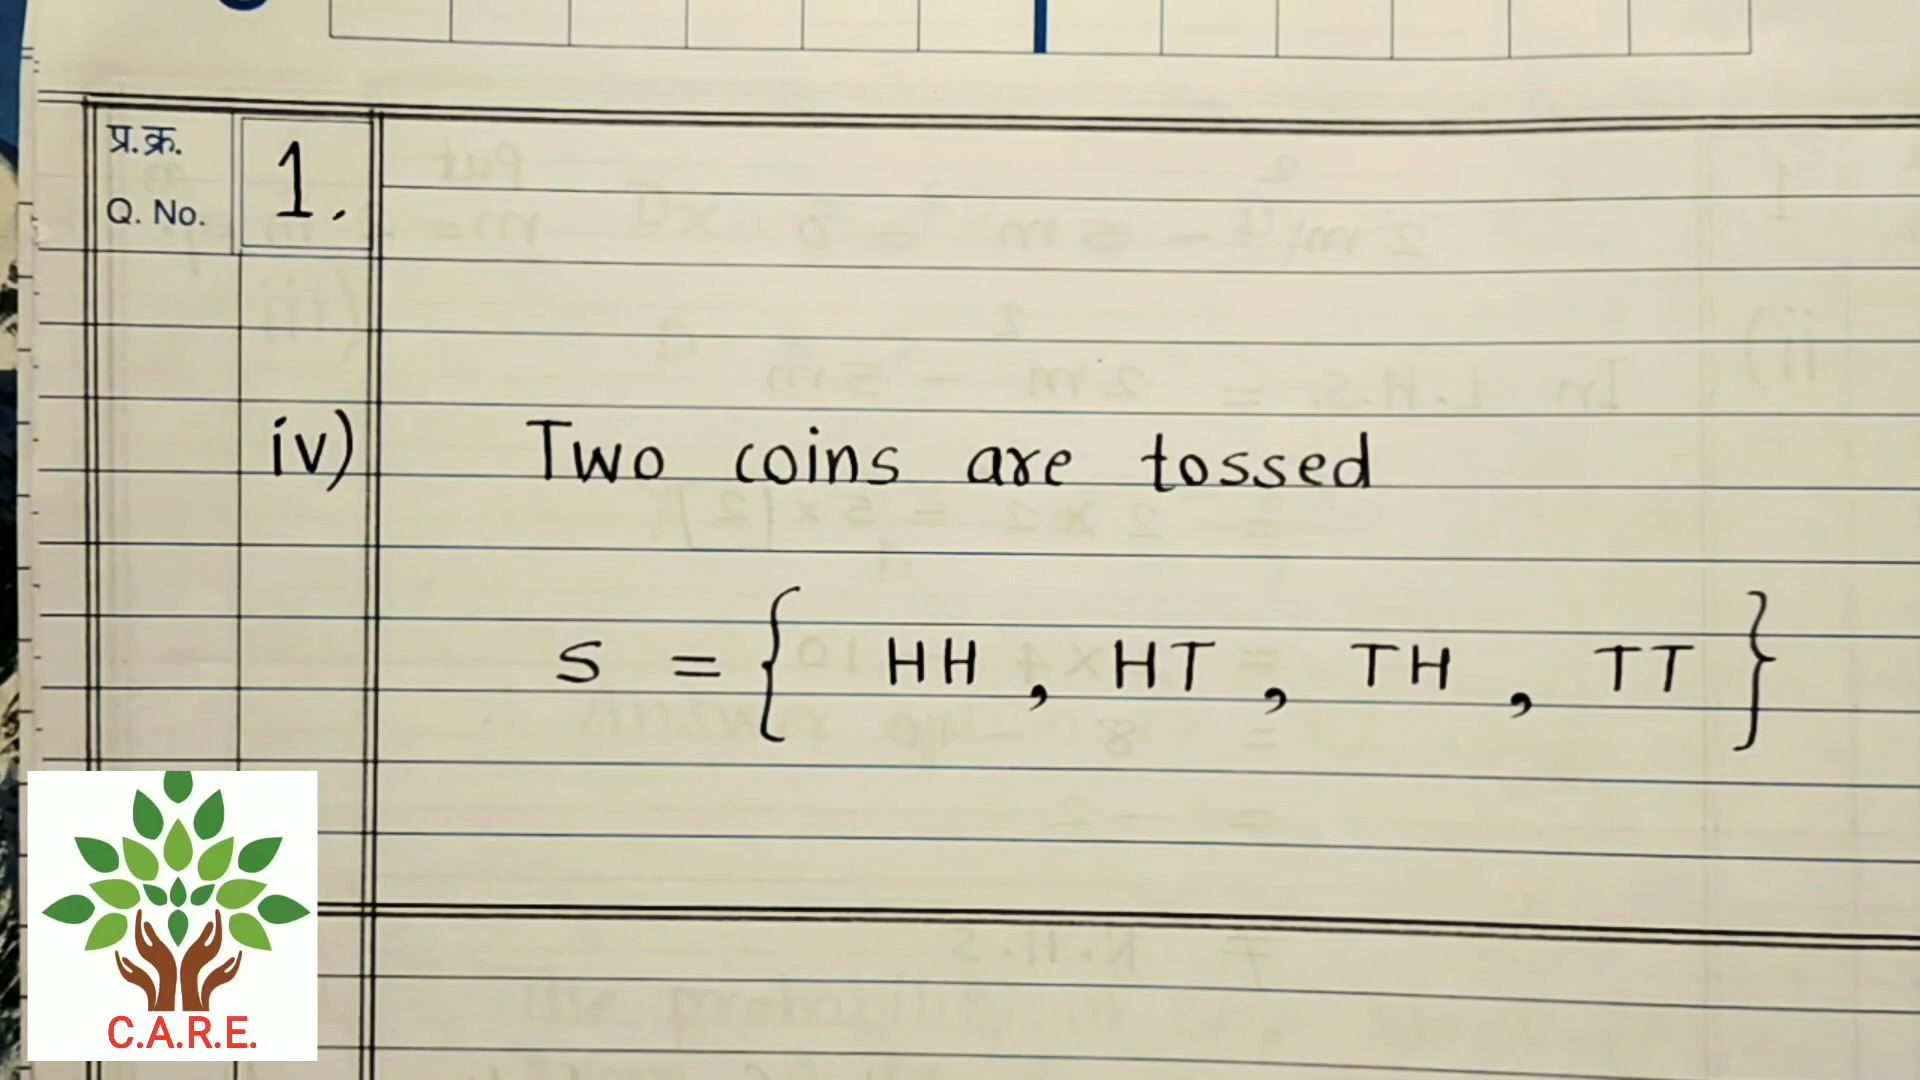 प्र.क्र.
Q. No.
1.
iv) Two coins are tossed
S = { HH, HT, TH, TT }
C.A.R.E.